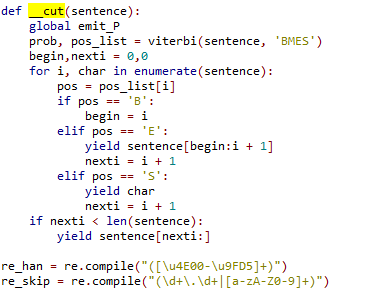 def __cut(sentence):
    global emit_P
    prob, pos_list = viterbi(sentence, 'BMES')
    begin,nexti = 0,0
    for i, char in enumerate(sentence):
        pos = pos_list[i]
        if pos == 'B':
            begin = i
        elif pos == 'E':
            yield sentence[begin:i + 1]
            nexti = i + 1
        elif pos == 'S':
            yield char
            nexti = i + 1
    if nexti < len(sentence):
        yield sentence[nexti:]

re_han = re.compile("([\u4E00-\u9FD5]+)")
re_skip = re.compile("(\d+\.\d+|[a-zA-Z0-9]+)")